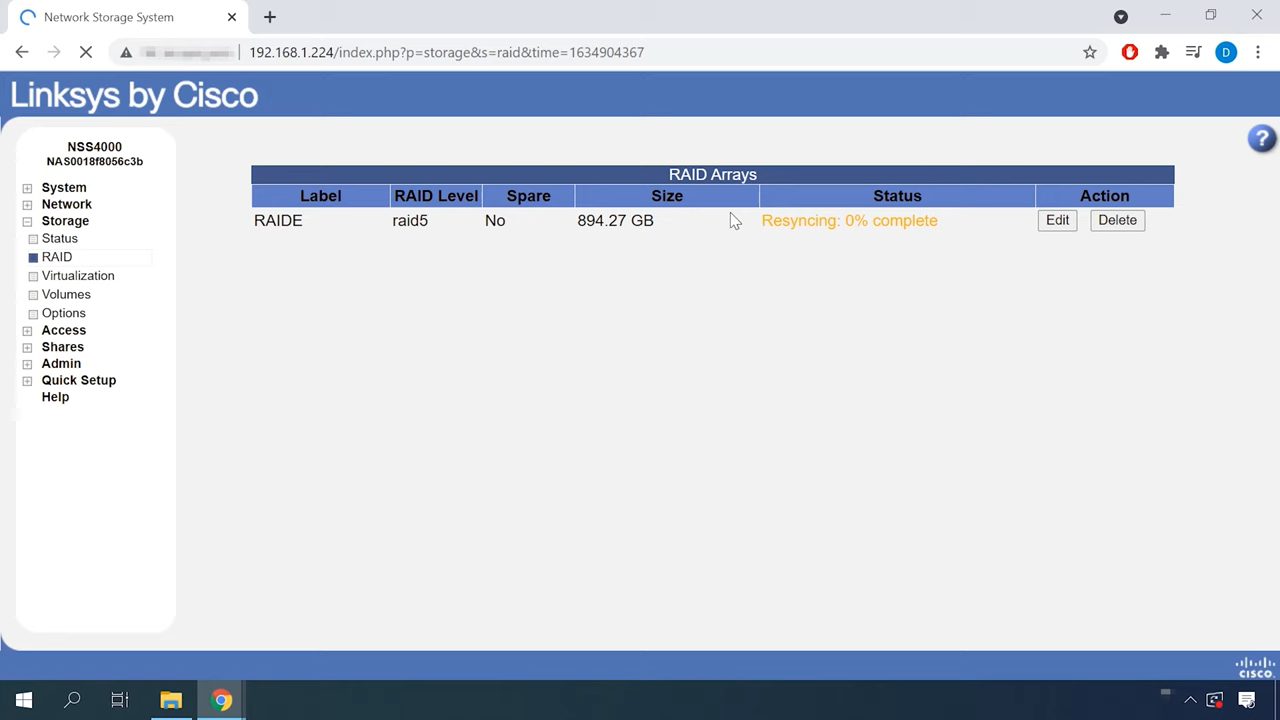 Network Storage System
192.168.1.224/index.php?p=storage&s=raid&time=1634904367
D
Linksys by Cisco
?
NSS4000
NAS0018f8056c3b
System
Network
Storage
Status
RAID
Virtualization
Volumes
Options
Access
Shares
Admin
Quick Setup
Help
RAID Arrays
Label RAID Level Spare Size Status Action
RAIDE raid5 No 894.27 GB Resyncing: 0% complete Edit Delete
CISCO